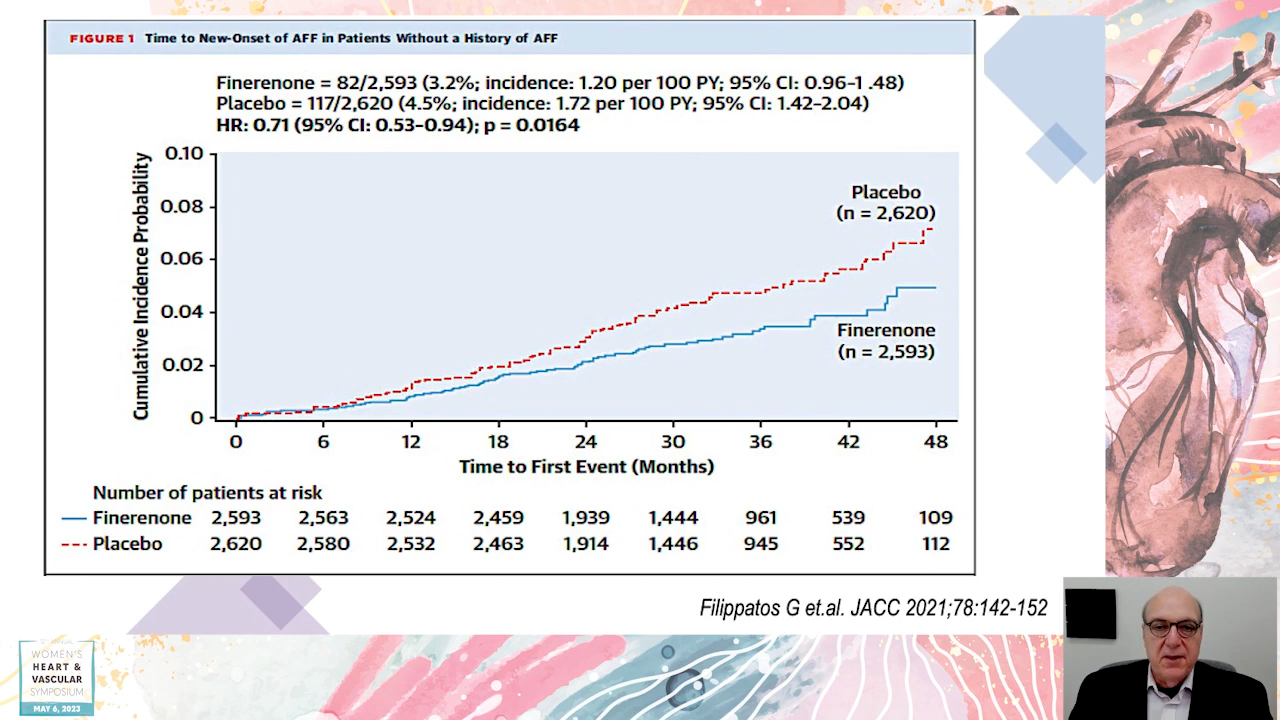 FIGURE 1 Time to New-Onset of AFF in Patients Without a History of AFF
Finerenone = 82/2,593 (3.2%; incidence: 1.20 per 100 PY; 95% CI: 0.96–1 .48)
Placebo = 117/2,620 (4.5%; incidence: 1.72 per 100 PY; 95% CI: 1.42–2.04)
HR: 0.71 (95% CI: 0.53–0.94); p = 0.0164
Cumulative Incidence Probability
0.10
0.08
0.06
0.04
0.02
0
Placebo
(n = 2,620)
Finerenone
(n = 2,593)
0 6 12 18 24 30 36 42 48
Time to First Event (Months)
Number of patients at risk
Finerenone 2,593 2,563 2,524 2,459 1,939 1,444 961 539 109
Placebo 2,620 2,580 2,532 2,463 1,914 1,446 945 552 112
Filippatos G et.al. JACC 2021;78:142-152
WOMEN'S
HEART &
VASCULAR
SYMPOSIUM
MAY 6, 2023